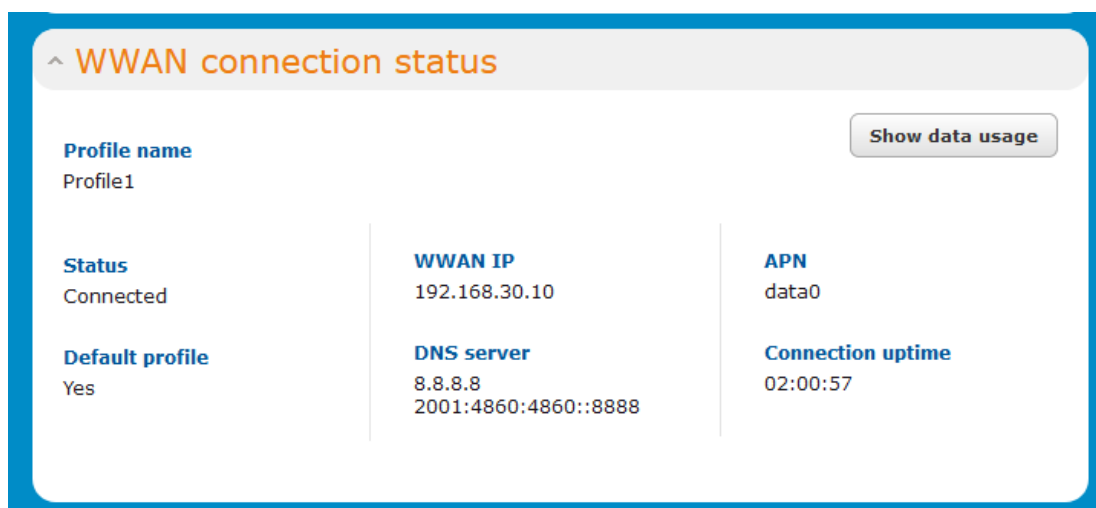 WWAN connection status
Show data usage
Profile name
Profile1
Status
Connected
WWAN IP
192.168.30.10
APN
data0
Default profile
Yes
DNS server
8.8.8.8
2001:4860:4860::8888
Connection uptime
02:00:57